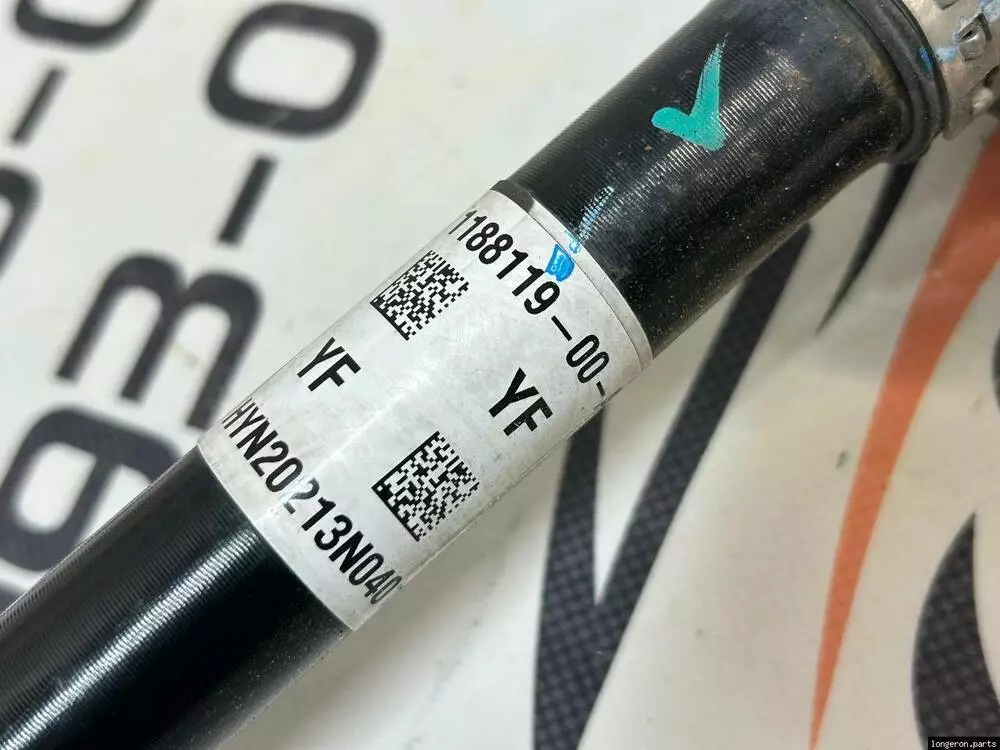 1188119-00-
YF
YF
HYN20213N040
longeron.parts